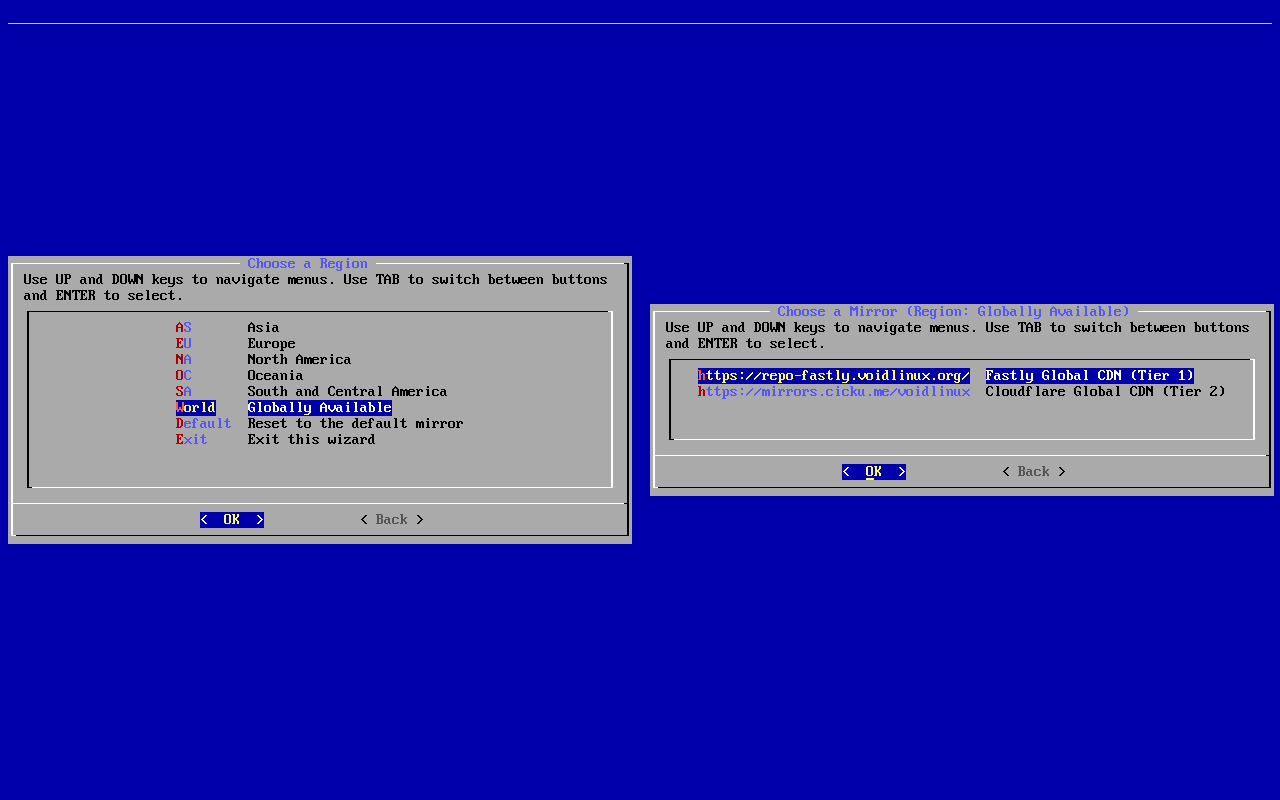 Choose a Region
Use UP and DOWN keys to navigate menus. Use TAB to switch between buttons
and ENTER to select.
AS Asia
EU Europe
NA North America
OC Oceania
SA South and Central America
World Globally Available
Default Reset to the default mirror
Exit Exit this wizard
< OK > < Back >
Choose a Mirror (Region: Globally Available)
Use UP and DOWN keys to navigate menus. Use TAB to switch between buttons
and ENTER to select.
https://repo-fastly.voidlinux.org/ Fastly Global CDN (Tier 1)
https://mirrors.cicku.me/voidlinux Cloudflare Global CDN (Tier 2)
< OK > < Back >